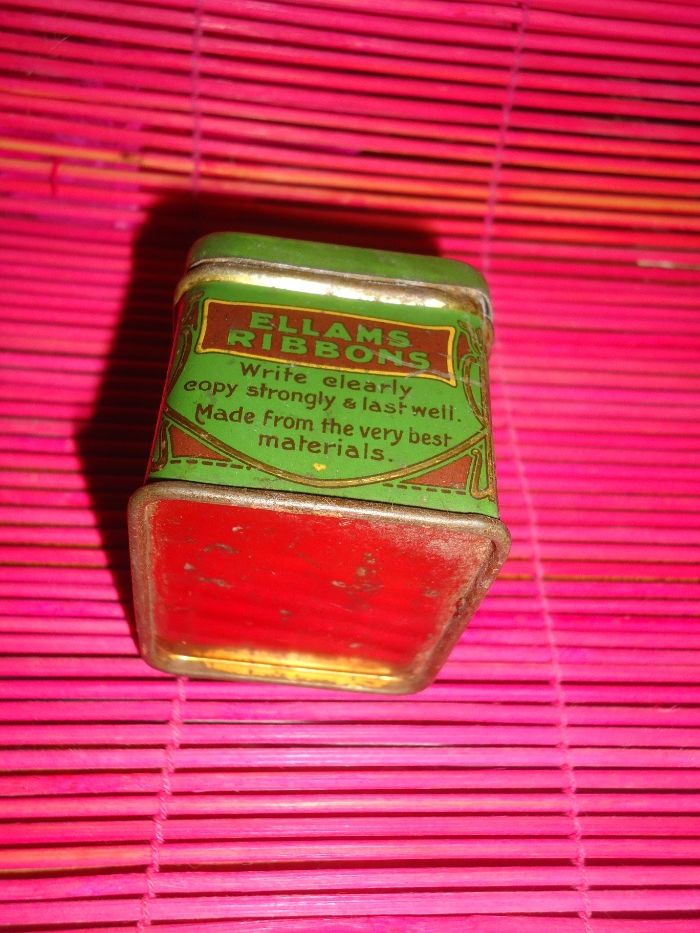 ELLAMS
RIBBONS
Write clearly
copy strongly & last well.
Made from the very best
materials.